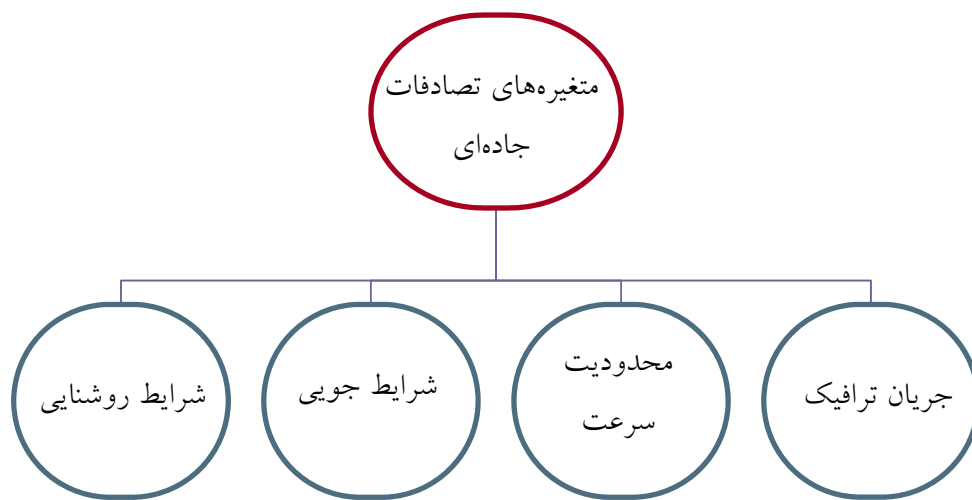 متغیره‌های تصادفات
جاده‌ای
جریان ترافیک
محدودیت
سرعت
شرایط جویی
شرایط روشنایی